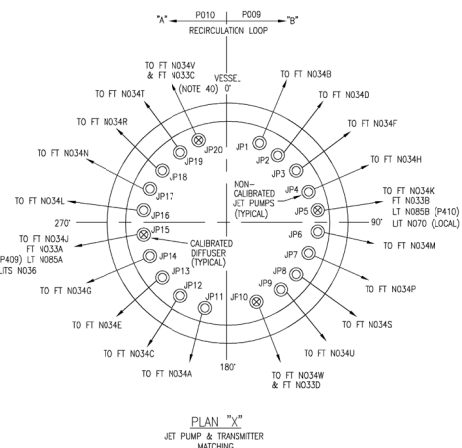 "A" P010 P009 "B"
RECIRCULATION LOOP
TO FT N034V
& FT N033C
VESSEL
(NOTE 40) 0°
TO FT N034B
TO FT N034T
TO FT N034D
TO FT N034R
TO FT N034F
TO FT N034N
TO FT N034H
TO FT N034L
TO FT N034K
FT N033B
LT N085B (P410)
LIT N070 (LOCAL)
JP20
JP1
JP19
JP2
JP18
JP3
JP17
JP4
NON-
CALIBRATED
JET PUMPS
(TYPICAL)
JP16
JP5
270°
90°
JP15
JP6
CALIBRATED
DIFFUSER
(TYPICAL)
TO FT N034J
FT N033A
P409) LT N085A
LITS N036
TO FT N034M
JP14
JP7
TO FT N034G
TO FT N034P
JP13
JP8
JP12
JP9
JP11
JP10
TO FT N034E
TO FT N034S
TO FT N034C
TO FT N034U
TO FT N034A
180°
TO FT N034W
& FT N033D
PLAN "X"
JET PUMP & TRANSMITTER
MATCHING